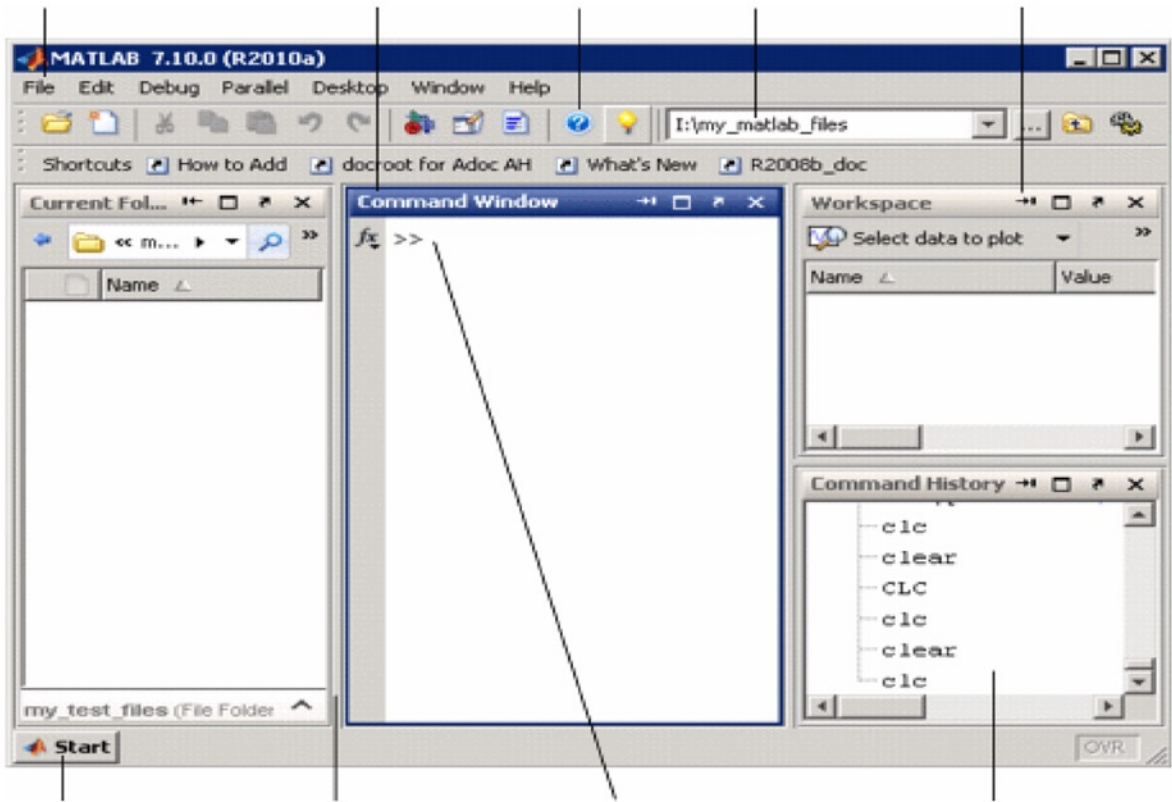 MATLAB 7.10.0 (R2010a)
File Edit Debug Parallel Desktop Window Help
I:\my_matlab_files ...
Shortcuts How to Add docroot for Adoc AH What's New R2008b_doc
Current Fol...
« m...
Name
my_test_files (File Folder
Command Window
fx >>
Workspace
Select data to plot
Name Value
Command History
clc
clear
CLC
clc
clear
clc
Start
OVR